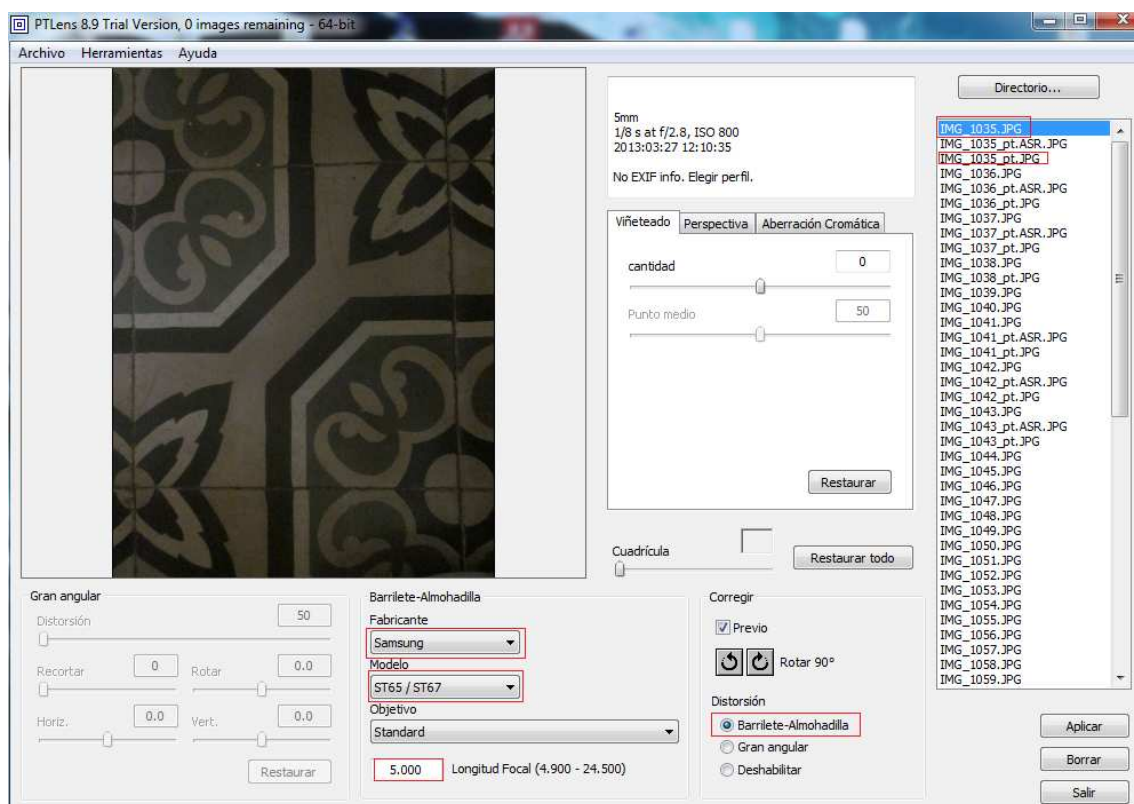 PTLens 8.9 Trial Version, 0 images remaining - 64-bit
Archivo Herramientas Ayuda
5mm
1/8 s at f/2.8, ISO 800
2013:03:27 12:10:35
No EXIF info. Elegir perfil.
Viñeteado Perspectiva Aberración Cromática
cantidad 0
Punto medio 50
Restaurar
Cuadrícula
Restaurar todo
Directorio...
IMG_1035.JPG
IMG_1035_pt.ASR.JPG
IMG_1035_pt.JPG
IMG_1036.JPG
IMG_1036_pt.ASR.JPG
IMG_1036_pt.JPG
IMG_1037.JPG
IMG_1037_pt.ASR.JPG
IMG_1037_pt.JPG
IMG_1038.JPG
IMG_1038_pt.JPG
IMG_1039.JPG
IMG_1040.JPG
IMG_1041.JPG
IMG_1041_pt.ASR.JPG
IMG_1041_pt.JPG
IMG_1042.JPG
IMG_1042_pt.ASR.JPG
IMG_1042_pt.JPG
IMG_1043.JPG
IMG_1043_pt.ASR.JPG
IMG_1043_pt.JPG
IMG_1044.JPG
IMG_1045.JPG
IMG_1046.JPG
IMG_1047.JPG
IMG_1048.JPG
IMG_1049.JPG
IMG_1050.JPG
IMG_1051.JPG
IMG_1052.JPG
IMG_1053.JPG
IMG_1054.JPG
IMG_1055.JPG
IMG_1056.JPG
IMG_1057.JPG
IMG_1058.JPG
IMG_1059.JPG
Gran angular
Distorsión 50
Recortar 0 Rotar 0.0
Horiz. 0.0 Vert. 0.0
Restaurar
Barrilete-Almohadilla
Fabricante
Samsung
Modelo
ST65 / ST67
Objetivo
Standard
5.000 Longitud Focal (4.900 - 24.500)
Corregir
Previo
Rotar 90°
Distorsión
Barrilete-Almohadilla
Gran angular
Deshabilitar
Aplicar
Borrar
Salir